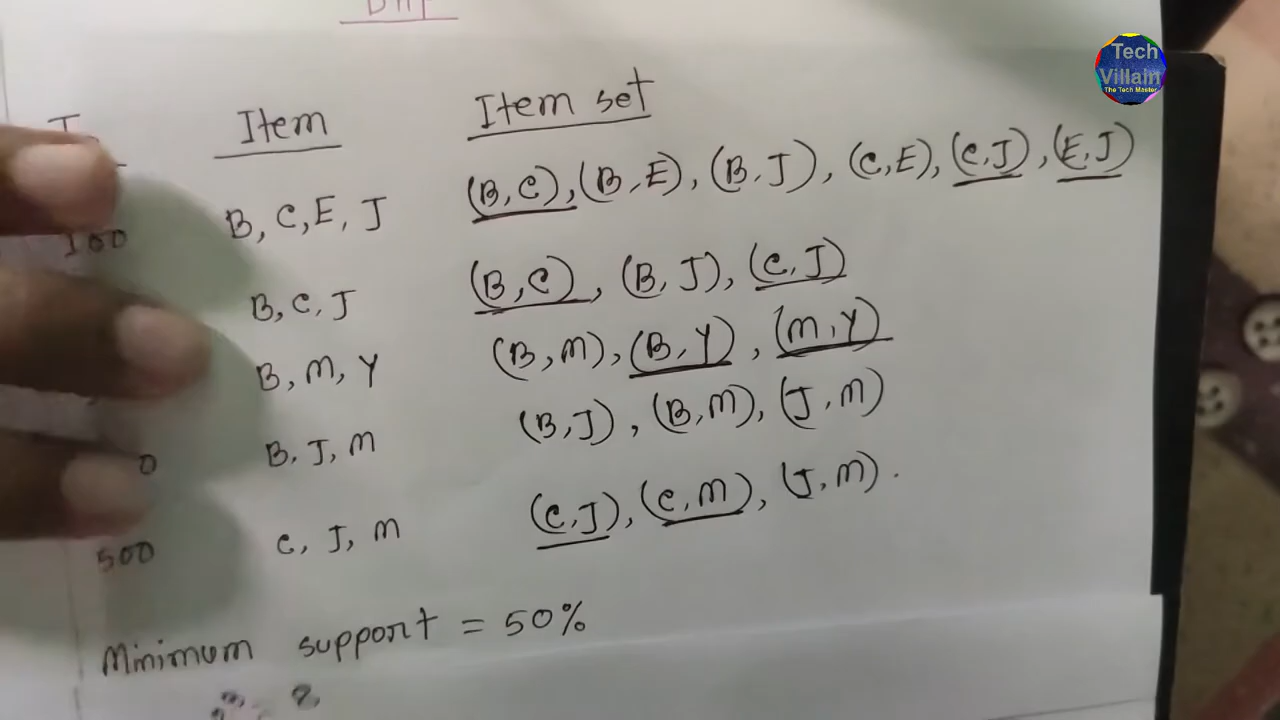 Tech
Villain
The Tech Master
Item Item set
100 B, C, E, J (B, C), (B, E), (B, J), (C, E), (C, J), (E, J)
B, C, J (B, C), (B, J), (C, J)
B, M, Y (B, M), (B, Y), (M, Y)
B, J, M (B, J), (B, M), (J, M)
500 C, J, M (C, J), (C, M), (J, M).
Minimum support = 50%